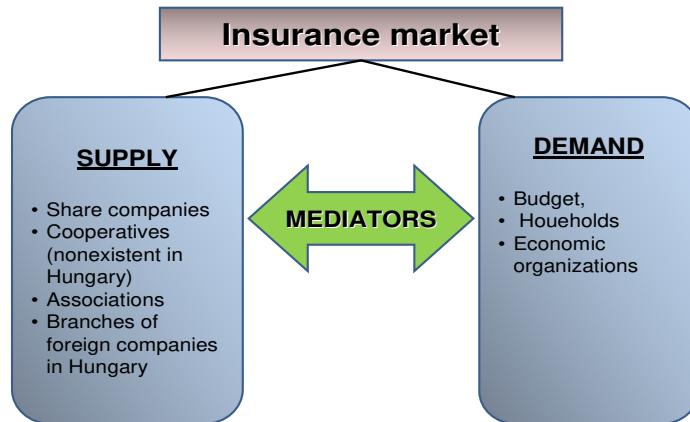 Insurance market
SUPPLY
• Share companies
• Cooperatives
(nonexistent in
Hungary)
• Associations
• Branches of
foreign companies
in Hungary
MEDIATORS
DEMAND
• Budget,
• Houeholds
• Economic
organizations